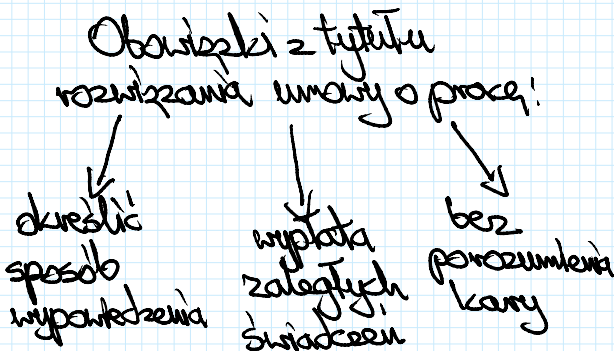 Obowiązki z tytułu
rozwiązania umowy o pracę:
określić
sposób
wypowiedzenia
wypłata
zaległych
świadczeń
bez
porozumienia
kary